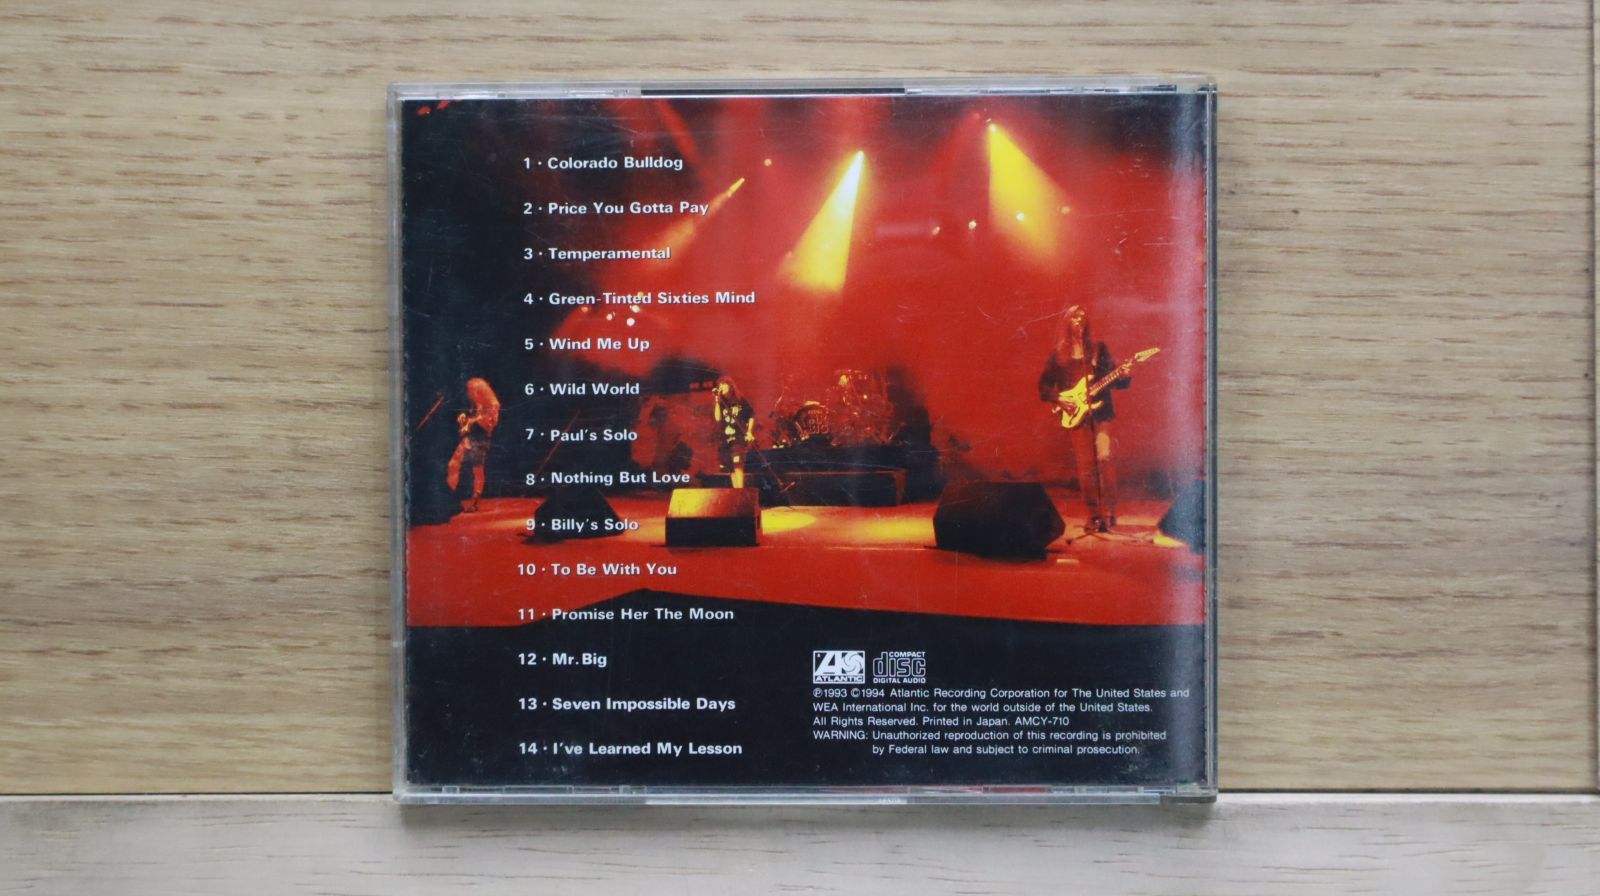 1 · Colorado Bulldog
2 · Price You Gotta Pay
3 · Temperamental
4 · Green-Tinted Sixties Mind
5 · Wind Me Up
6 · Wild World
7 · Paul's Solo
8 · Nothing But Love
9 · Billy's Solo
10 · To Be With You
11 · Promise Her The Moon
12 · Mr. Big
13 · Seven Impossible Days
14 · I've Learned My Lesson
ATLANTIC
COMPACT
disc
DIGITAL AUDIO
℗1993 ©1994 Atlantic Recording Corporation for The United States and
WEA International Inc. for the world outside of the United States.
All Rights Reserved. Printed in Japan. AMCY-710
WARNING: Unauthorized reproduction of this recording is prohibited
by Federal law and subject to criminal prosecution.